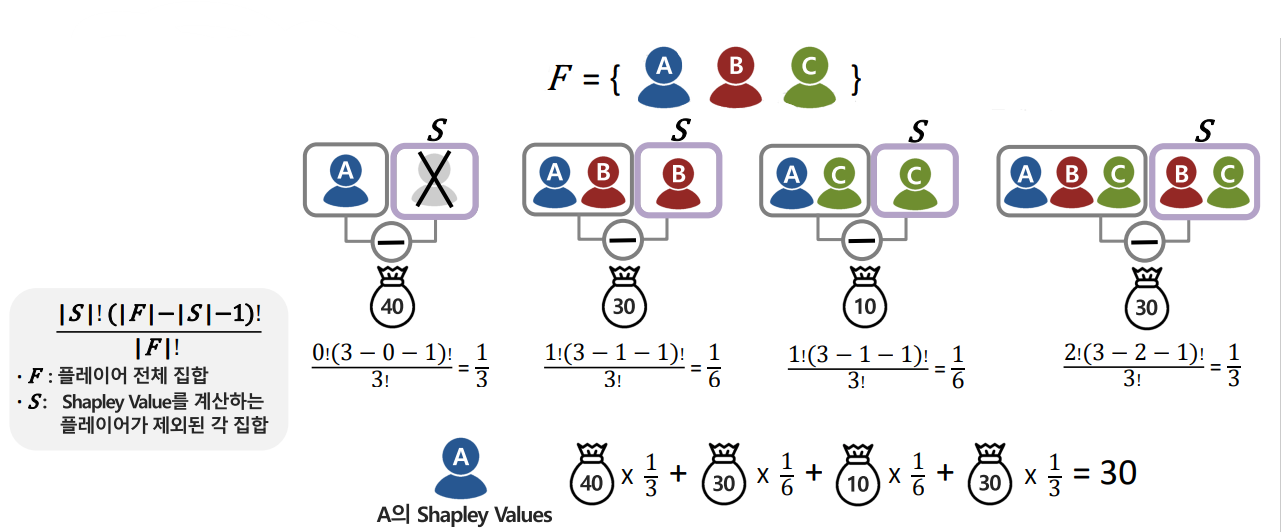 F = { A B C }
S S S S
A A B B A C C A B C B C
− − − −
40 30 10 30
|S|!(|F|−|S|−1)!
|F|!
· F : 플레이어 전체 집합
· S : Shapley Value를 계산하는
플레이어가 제외된 각 집합
0!(3 − 0 − 1)!/3! = 1/3 1!(3 − 1 − 1)!/3! = 1/6 1!(3 − 1 − 1)!/3! = 1/6 2!(3 − 2 − 1)!/3! = 1/3
A
40 x 1/3 + 30 x 1/6 + 10 x 1/6 + 30 x 1/3 = 30
A의 Shapley Values